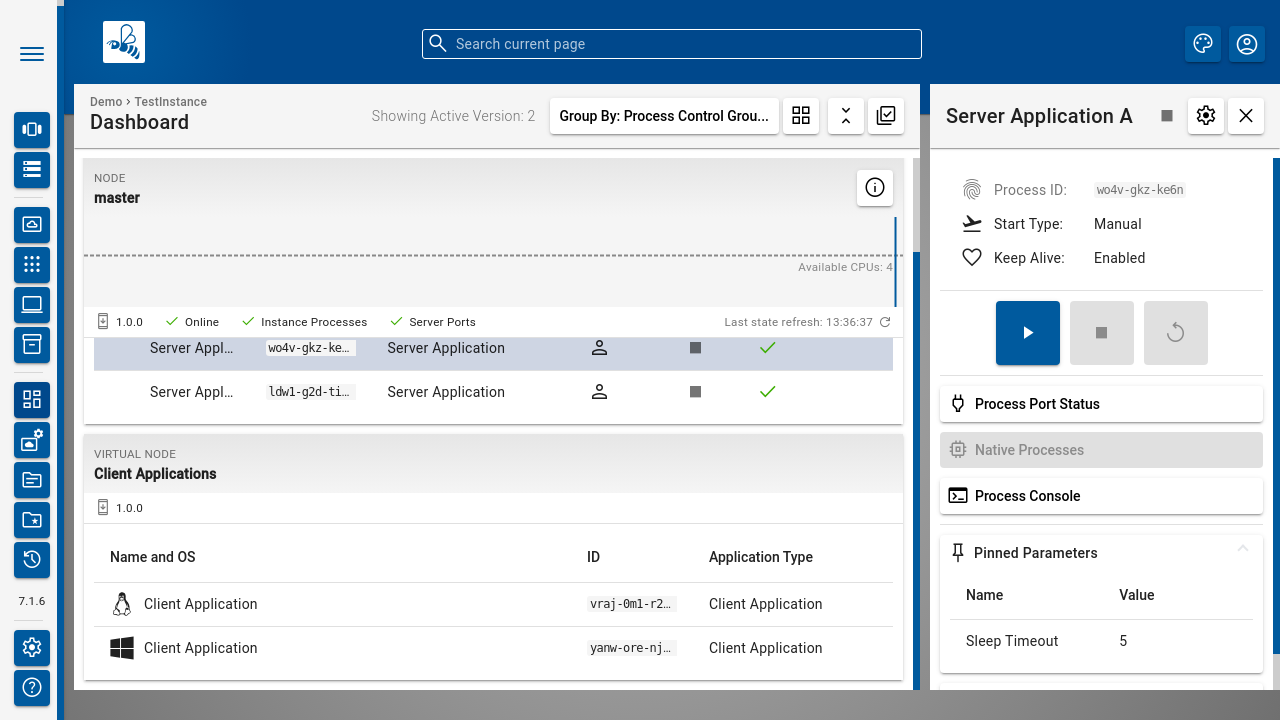 Search current page
Demo
TestInstance
Dashboard
Showing Active Version: 2
Group By: Process Control Grou...
NODE
master
Available CPUs: 4
1.0.0
Online
Instance Processes
Server Ports
Last state refresh: 13:36:37
Server Appl... wo4v-gkz-ke... Server Application
Server Appl... ldw1-g2d-ti... Server Application
VIRTUAL NODE
Client Applications
1.0.0
Name and OS ID Application Type
Client Application vraj-0m1-r2... Client Application
Client Application yanw-ore-nj... Client Application
7.1.6
Server Application A
Process ID: wo4v-gkz-ke6n
Start Type: Manual
Keep Alive: Enabled
Process Port Status
Native Processes
Process Console
Pinned Parameters
Name Value
Sleep Timeout 5